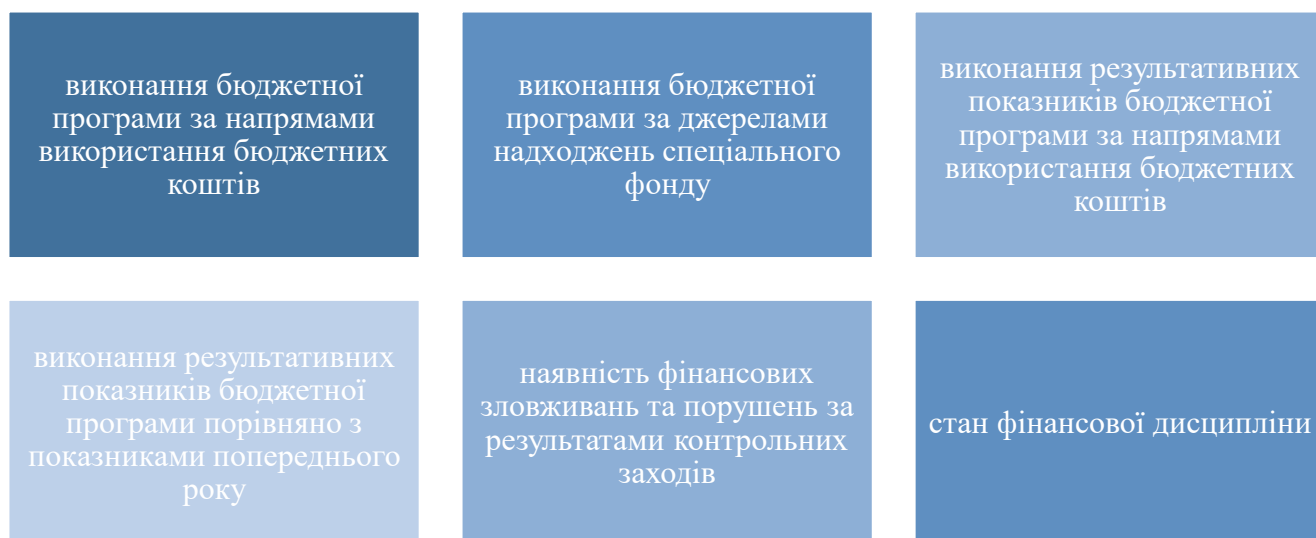 виконання бюджетної
програми за напрямами
використання бюджетних
коштів
виконання бюджетної
програми за джерелами
надходжень спеціального
фонду
виконання результативних
показників бюджетної
програми за напрямами
використання бюджетних
коштів
виконання результативних
показників бюджетної
програми порівняно з
показниками попереднього
року
наявність фінансових
зловживань та порушень за
результатами контрольних
заходів
стан фінансової дисципліни